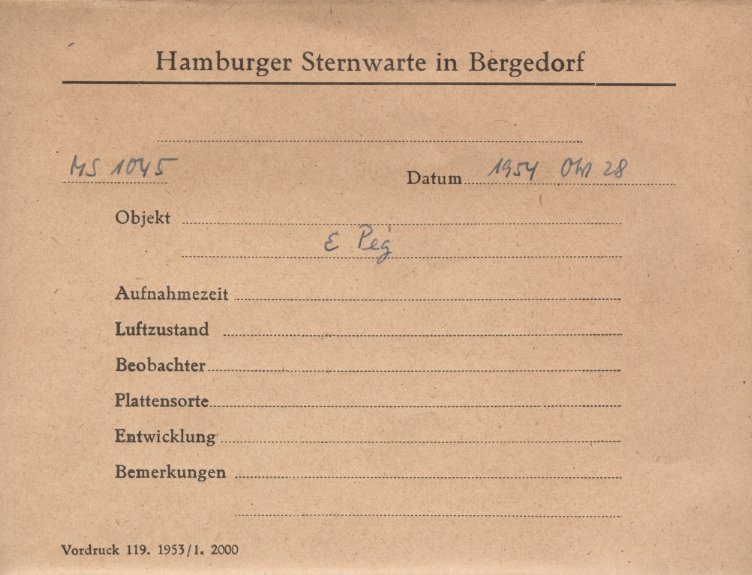 Hamburger Sternwarte in Bergedorf
MS 1045
Datum 1954 Okt 28
Objekt
ε Peg
Aufnahmezeit
Luftzustand
Beobachter
Plattensorte
Entwicklung
Bemerkungen
Vordruck 119. 1953/1. 2000